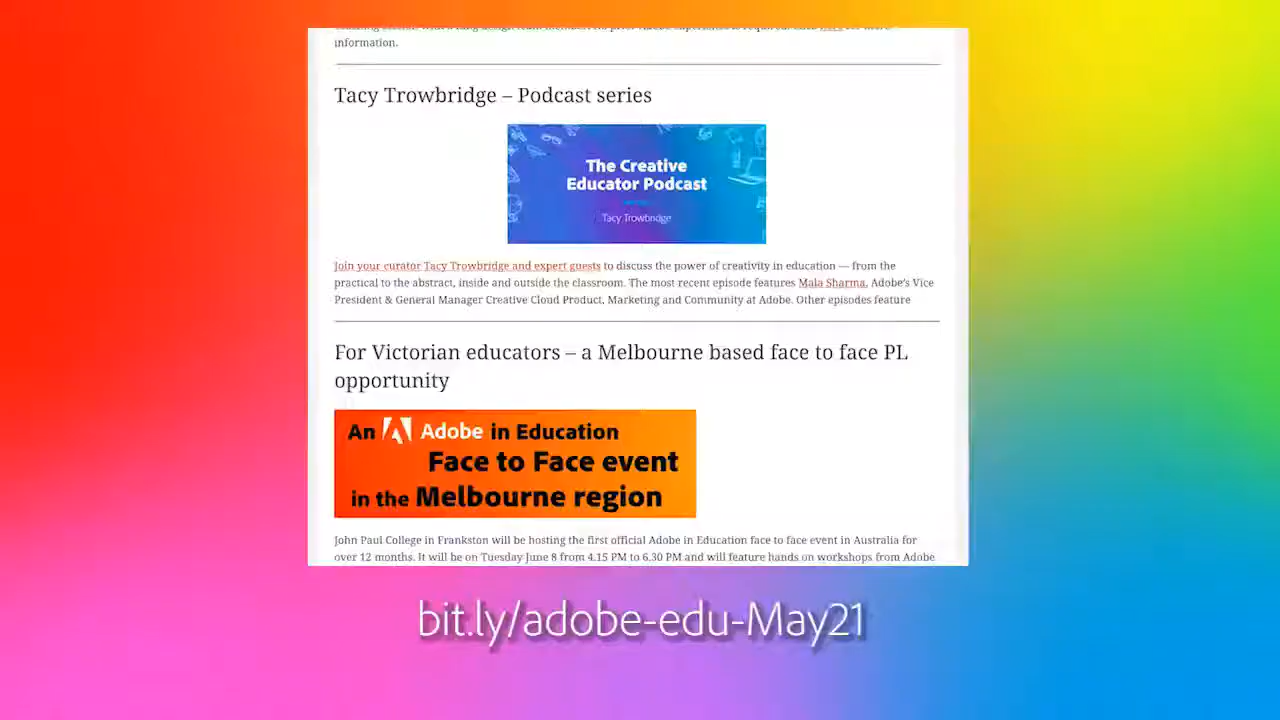 information.
Tacy Trowbridge – Podcast series
The Creative
Educator Podcast
Tacy Trowbridge
Join your curator Tacy Trowbridge and expert guests to discuss the power of creativity in education — from the
practical to the abstract, inside and outside the classroom. The most recent episode features Mala Sharma, Adobe's Vice
President & General Manager Creative Cloud Product, Marketing and Community at Adobe. Other episodes feature
For Victorian educators – a Melbourne based face to face PL
opportunity
An Adobe in Education
Face to Face event
in the Melbourne region
John Paul College in Frankston will be hosting the first official Adobe in Education face to face event in Australia for
over 12 months. It will be on Tuesday June 8 from 4.15 PM to 6.30 PM and will feature hands on workshops from Adobe
bit.ly/adobe-edu-May21